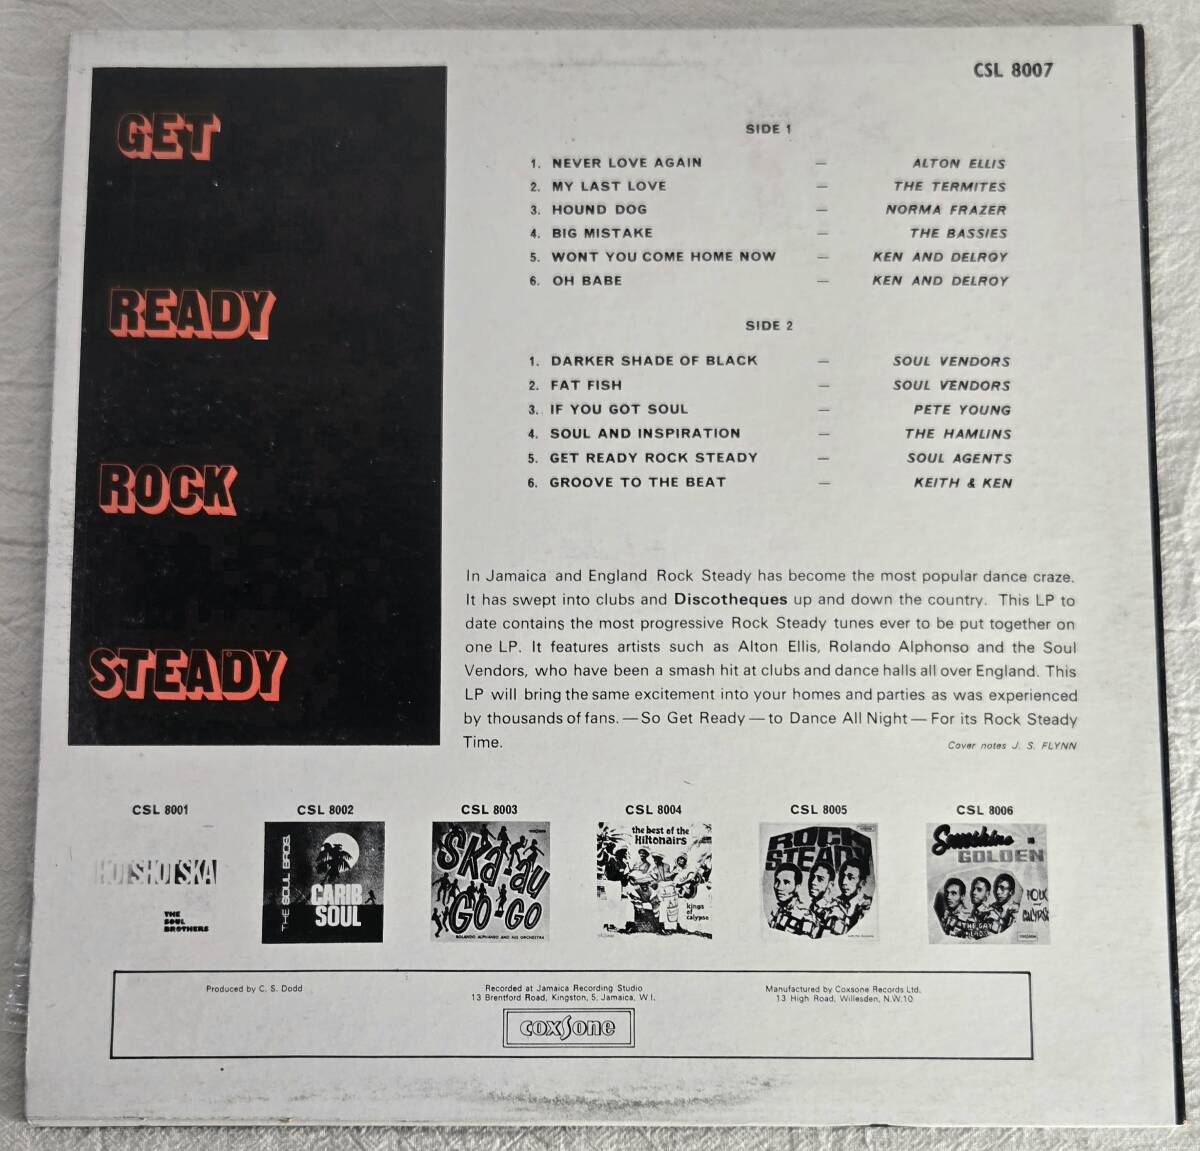 CSL 8007
GET
READY
ROCK
STEADY
SIDE 1
1. NEVER LOVE AGAIN — ALTON ELLIS
2. MY LAST LOVE — THE TERMITES
3. HOUND DOG — NORMA FRAZER
4. BIG MISTAKE — THE BASSIES
5. WONT YOU COME HOME NOW — KEN AND DELROY
6. OH BABE — KEN AND DELROY
SIDE 2
1. DARKER SHADE OF BLACK — SOUL VENDORS
2. FAT FISH — SOUL VENDORS
3. IF YOU GOT SOUL — PETE YOUNG
4. SOUL AND INSPIRATION — THE HAMLINS
5. GET READY ROCK STEADY — SOUL AGENTS
6. GROOVE TO THE BEAT — KEITH & KEN
In Jamaica and England Rock Steady has become the most popular dance craze.
It has swept into clubs and Discotheques up and down the country. This LP to
date contains the most progressive Rock Steady tunes ever to be put together on
one LP. It features artists such as Alton Ellis, Rolando Alphonso and the Soul
Vendors, who have been a smash hit at clubs and dance halls all over England. This
LP will bring the same excitement into your homes and parties as was experienced
by thousands of fans. — So Get Ready — to Dance All Night — For its Rock Steady
Time.
Cover notes J. S. FLYNN
CSL 8001
CSL 8002
CSL 8003
CSL 8004
CSL 8005
CSL 8006
HOT SHOT SKA
THE
SOUL
BROTHERS
THE SOUL BROS.
CARIB
SOUL
SKA-au
GO-GO
ROLANDO ALPHANSO AND HIS ORCHESTRA
the best of the
Hiltonairs
kings
of
calypso
ROCK
STEADY
Sunshine is
GOLDEN
FOLK
CALYPSO
THE GAY
LADS
Produced by C. S. Dodd
Recorded at Jamaica Recording Studio
13 Brentford Road, Kingston, 5, Jamaica, W I.
Manufactured by Coxsone Records Ltd.
13 High Road, Willesden, N.W.10
coxsone